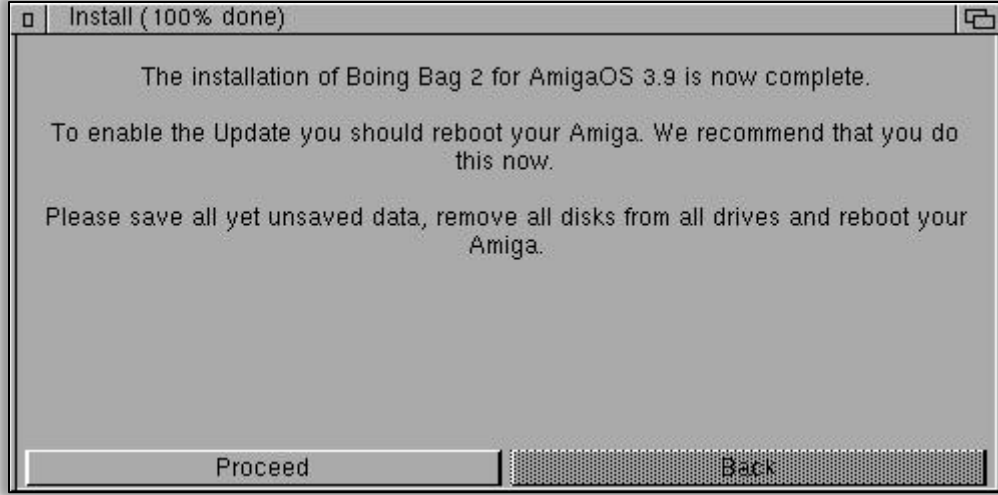 Install (100% done)
The installation of Boing Bag 2 for AmigaOS 3.9 is now complete.
To enable the Update you should reboot your Amiga. We recommend that you do
this now.
Please save all yet unsaved data, remove all disks from all drives and reboot your
Amiga.
Proceed
Back